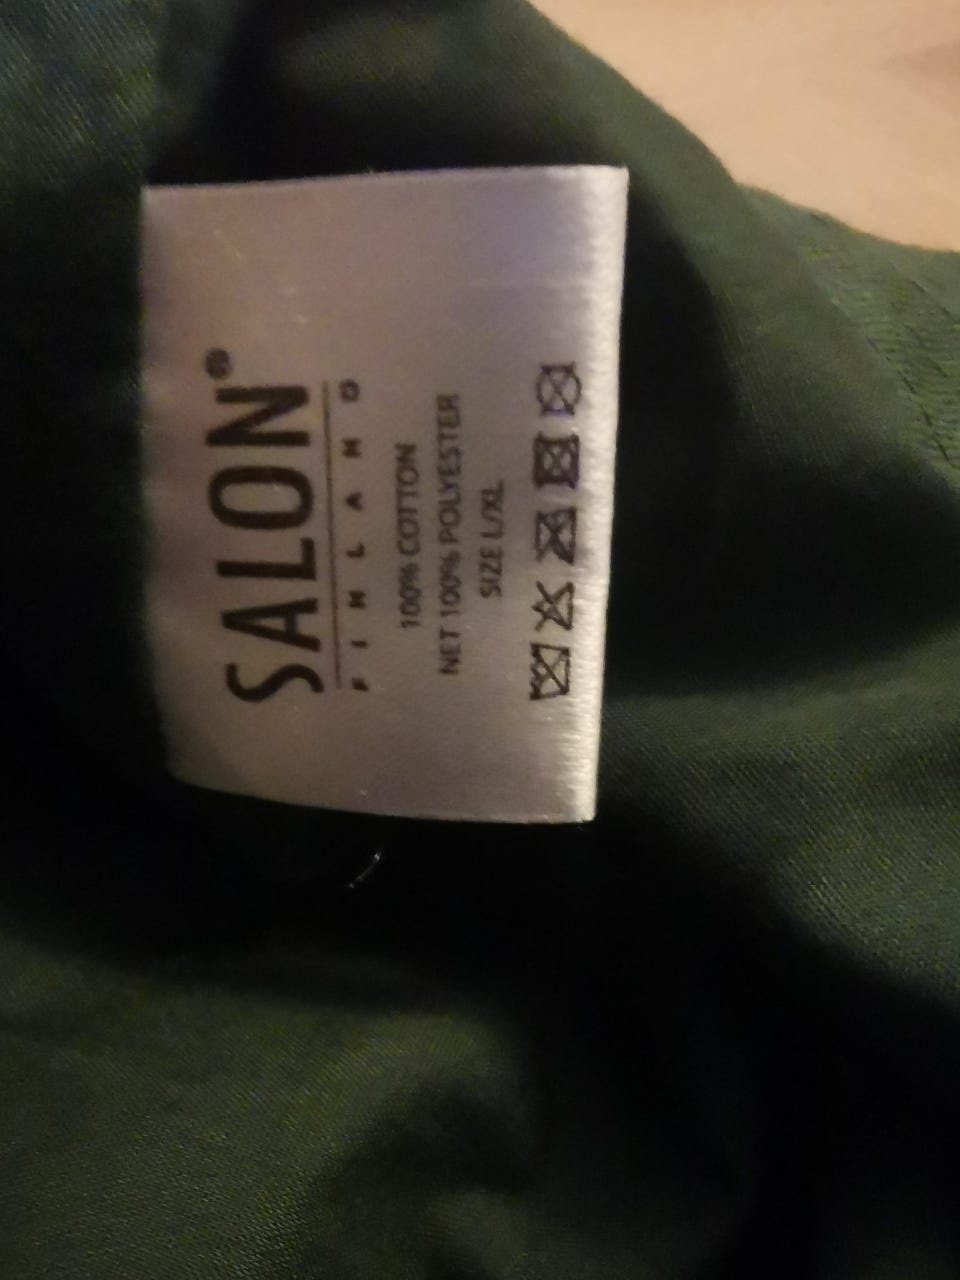 SALON®
FINLAND
100% COTTON
NET 100% POLYESTER
SIZE L/XL